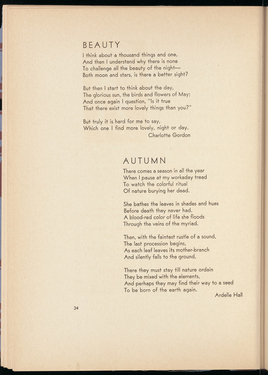 BEAUTY
I think about a thousand things and one,
And then I understand why there is none
To challenge all the beauty of the night—
Both moon and stars, is there a better sight?
But then I start to think about the day,
The glorious sun, the birds and flowers of May;
And once again I question, "Is it true
That there exist more lovely things than you?"
But truly it is hard for me to say,
Which one I find more lovely, night or day.
Charlotte Gordon
AUTUMN
There comes a season in all the year
When I pause at my workaday tread
To watch the colorful ritual
Of nature burying her dead.
She bathes the leaves in shades and hues
Before death they never had.
A blood-red color of life she floods
Through the veins of the myriad.
Then, with the faintest rustle of a sound,
The last procession begins,
As each leaf leaves its mother-branch
And silently falls to the ground.
There they must stay till nature ordain
They be mixed with the elements,
And perhaps they may find their way to a seed
To be born of the earth again.
Ardelle Hall
34